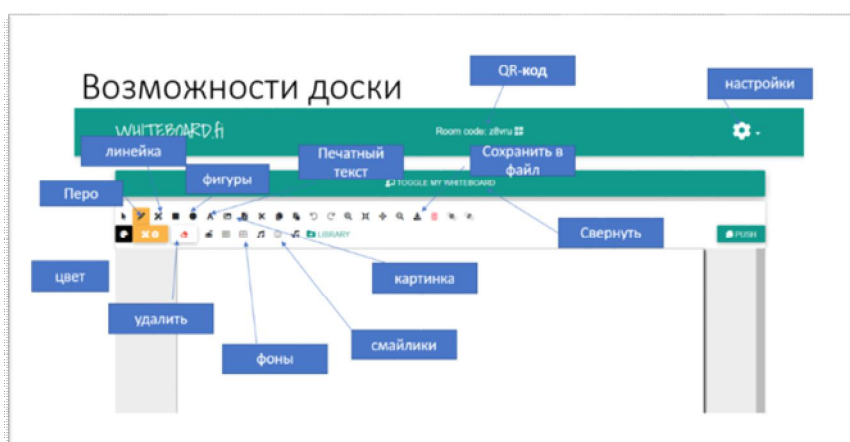 QR-код
настройки
Возможности доски
WHITEBOARD.fi
Room code: z8vru
линейка
Печатный
текст
Сохранить в
файл
фигуры
TOGGLE MY WHITEBOARD
Перо
LIBRARY
Свернуть
PUSH
цвет
картинка
удалить
смайлики
фоны